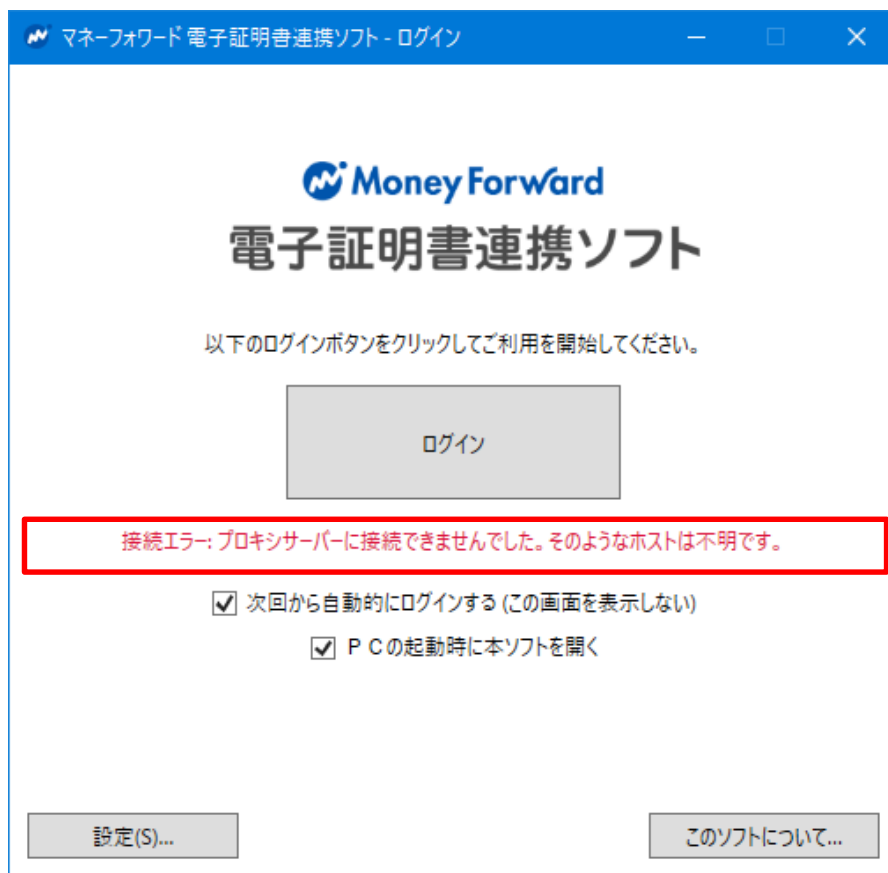 マネーフォワード 電子証明書連携ソフト - ログイン
Money Forward
電子証明書連携ソフト
以下のログインボタンをクリックしてご利用を開始してください。
ログイン
接続エラー: プロキシサーバーに接続できませんでした。そのようなホストは不明です。
次回から自動的にログインする (この画面を表示しない)
ＰＣの起動時に本ソフトを開く
設定(S)...
このソフトについて...